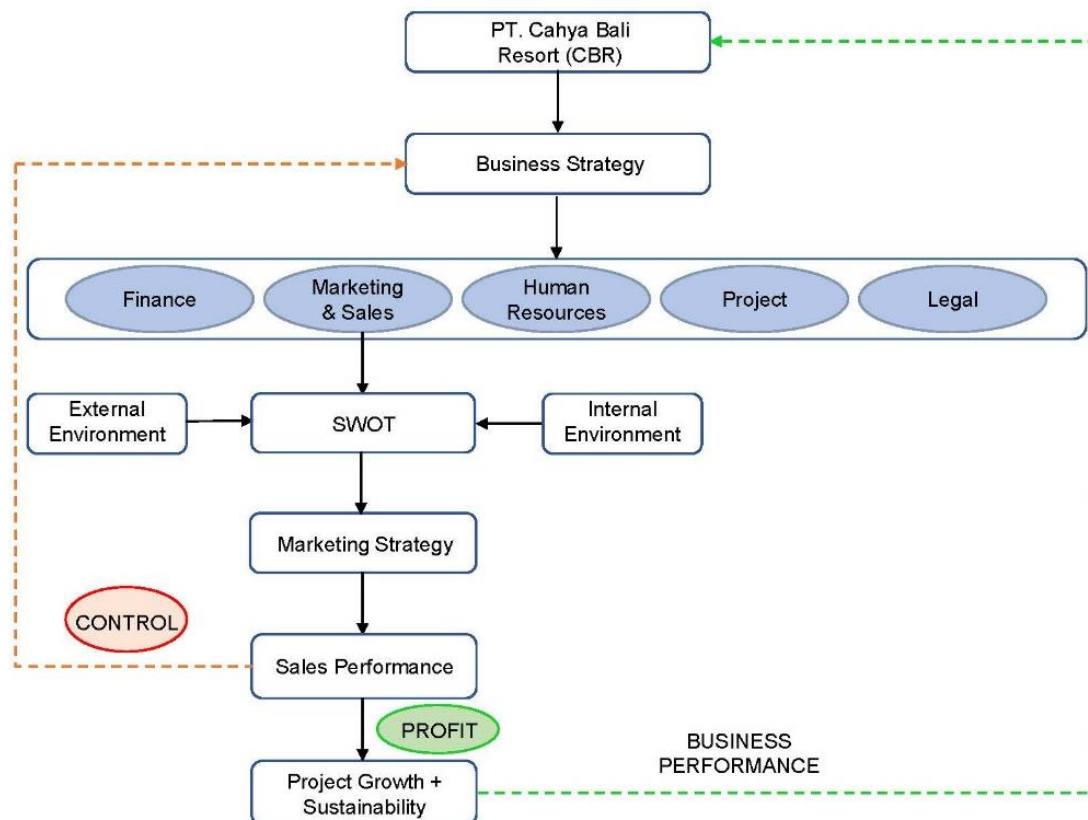 PT. Cahya Bali
Resort (CBR)
Business Strategy
Finance
Marketing
& Sales
Human
Resources
Project
Legal
External
Environment
SWOT
Internal
Environment
Marketing Strategy
CONTROL
Sales Performance
PROFIT
BUSINESS
PERFORMANCE
Project Growth +
Sustainability